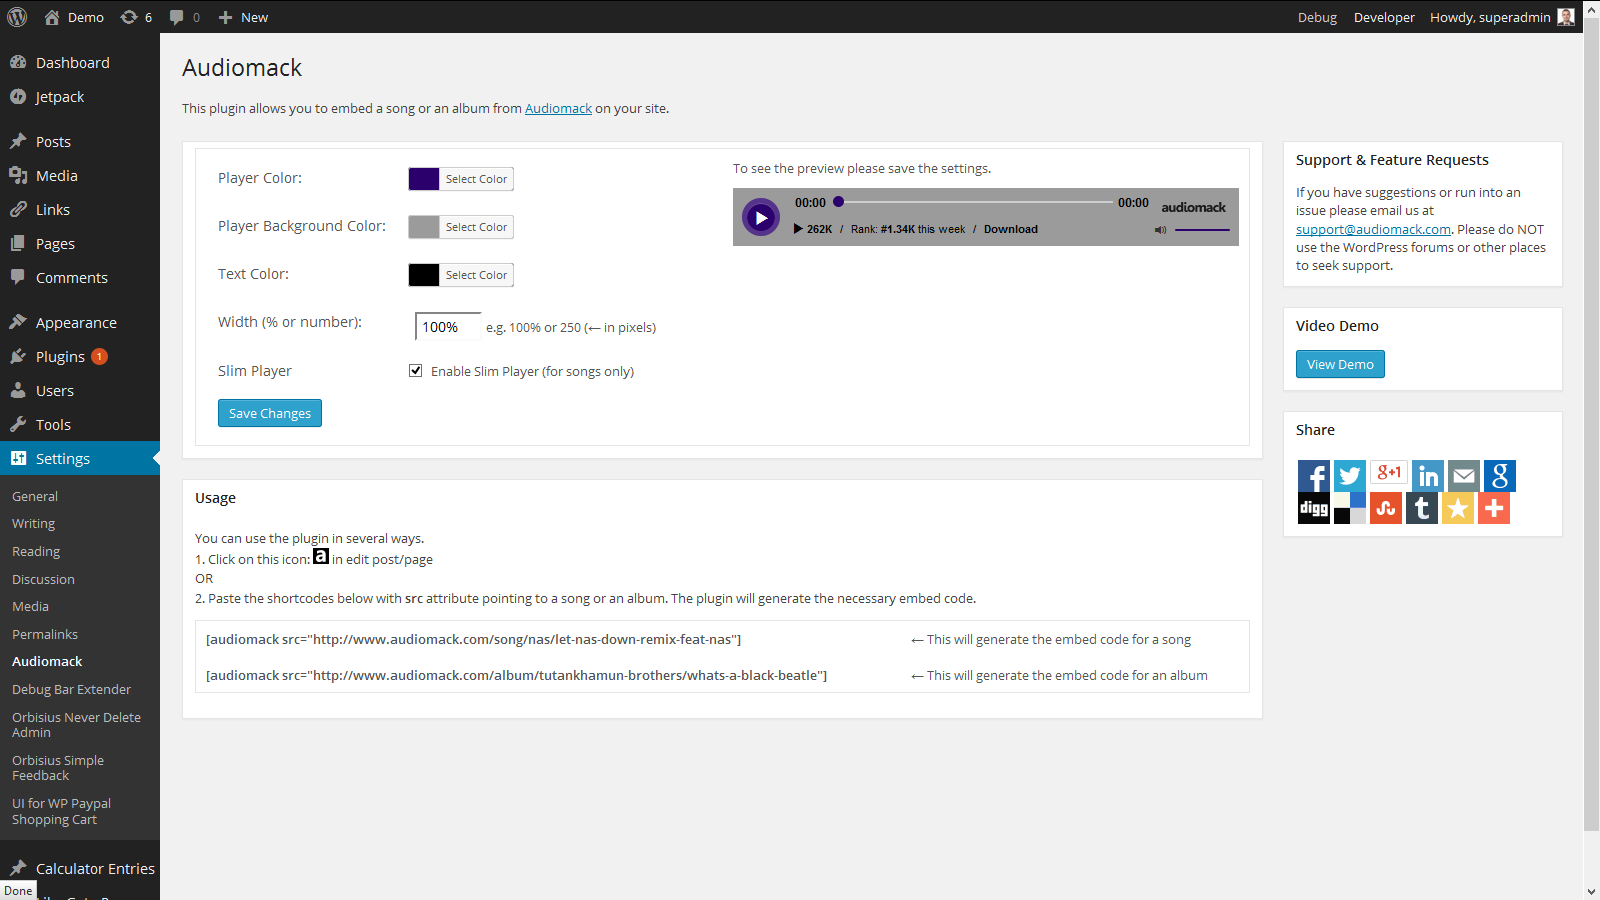 Demo 6 0 New Debug Developer Howdy, superadmin
Dashboard
Jetpack
Posts
Media
Links
Pages
Comments
Appearance
Plugins 1
Users
Tools
Settings
General
Writing
Reading
Discussion
Media
Permalinks
Audiomack
Debug Bar Extender
Orbisius Never Delete
Admin
Orbisius Simple
Feedback
UI for WP Paypal
Shopping Cart
Calculator Entries
Done
Audiomack
This plugin allows you to embed a song or an album from Audiomack on your site.
Player Color: Select Color
Player Background Color: Select Color
Text Color: Select Color
Width (% or number): 100% e.g. 100% or 250 (← in pixels)
Slim Player Enable Slim Player (for songs only)
Save Changes
To see the preview please save the settings.
00:00 00:00 audiomack
262K / Rank: #1.34K this week / Download
Usage
You can use the plugin in several ways.
1. Click on this icon: a in edit post/page
OR
2. Paste the shortcodes below with src attribute pointing to a song or an album. The plugin will generate the necessary embed code.
[audiomack src="http://www.audiomack.com/song/nas/let-nas-down-remix-feat-nas"] ← This will generate the embed code for a song
[audiomack src="http://www.audiomack.com/album/tutankhamun-brothers/whats-a-black-beatle"] ← This will generate the embed code for an album
Support & Feature Requests
If you have suggestions or run into an
issue please email us at
support@audiomack.com. Please do NOT
use the WordPress forums or other places
to seek support.
Video Demo
View Demo
Share
f g+1 in g
digg t